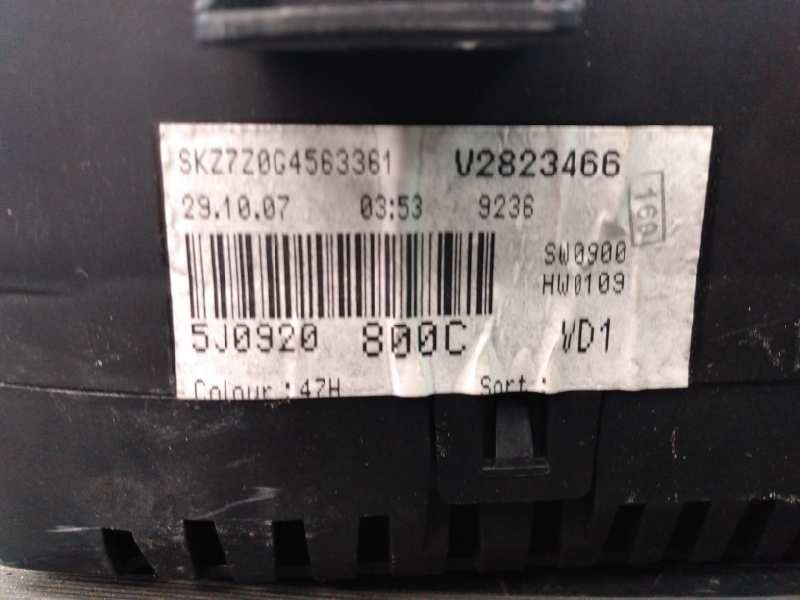 SKZ7Z0G4563361 V2823466
29.10.07 03:53 9236
160
SW0900
HW0109
5J0920 800C VD1
Colour :47H Sort.: